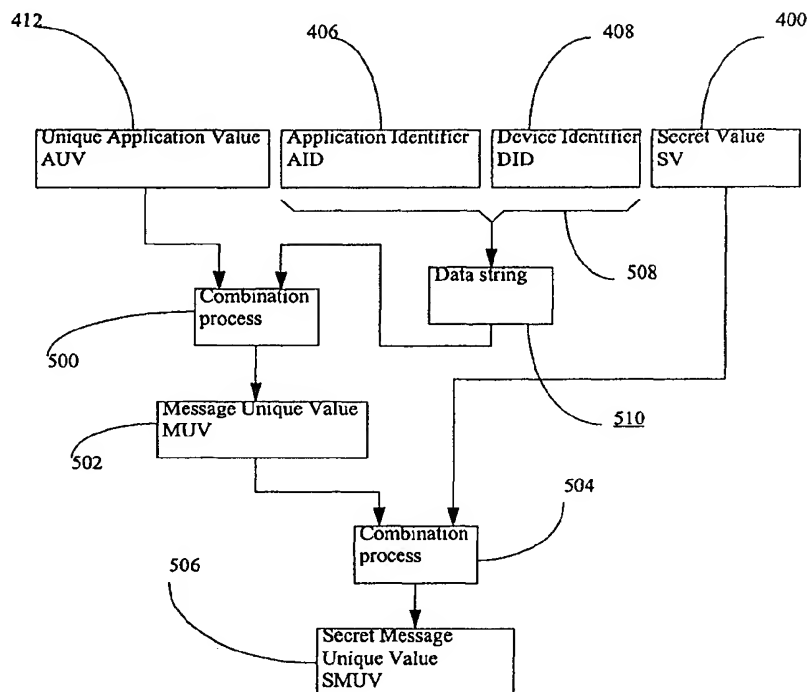 412
406
408
400
Unique Application Value
AUV
Application Identifier
AID
Device Identifier
DID
Secret Value
SV
508
Data string
Combination
process
500
510
Message Unique Value
MUV
502
504
Combination
process
506
Secret Message
Unique Value
SMUV